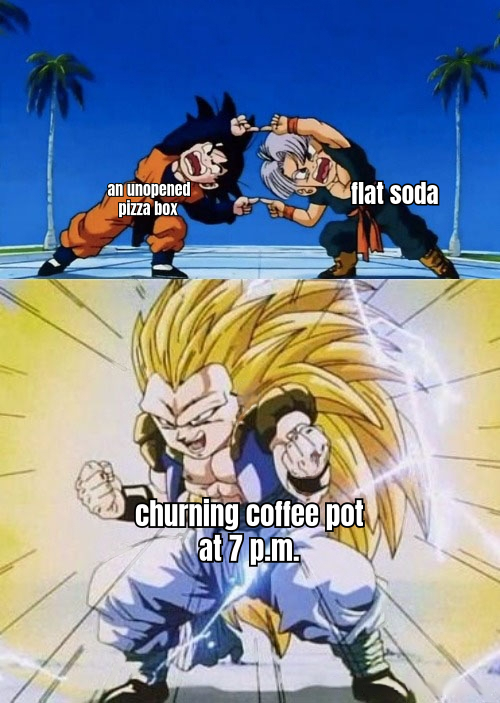 an unopened
pizza box
flat soda
churning coffee pot
at 7 p.m.